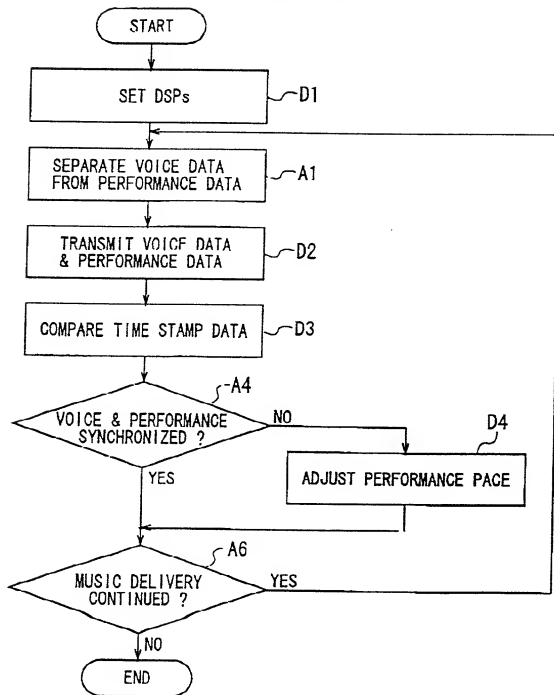 START
SET DSPs
D1
SEPARATE VOICE DATA
FROM PERFORMANCE DATA
A1
TRANSMIT VOICE DATA
& PERFORMANCE DATA
D2
COMPARE TIME STAMP DATA
D3
A4
VOICE & PERFORMANCE
SYNCHRONIZED ?
NO
D4
ADJUST PERFORMANCE PACE
YES
A6
MUSIC DELIVERY
CONTINUED ?
YES
NO
END